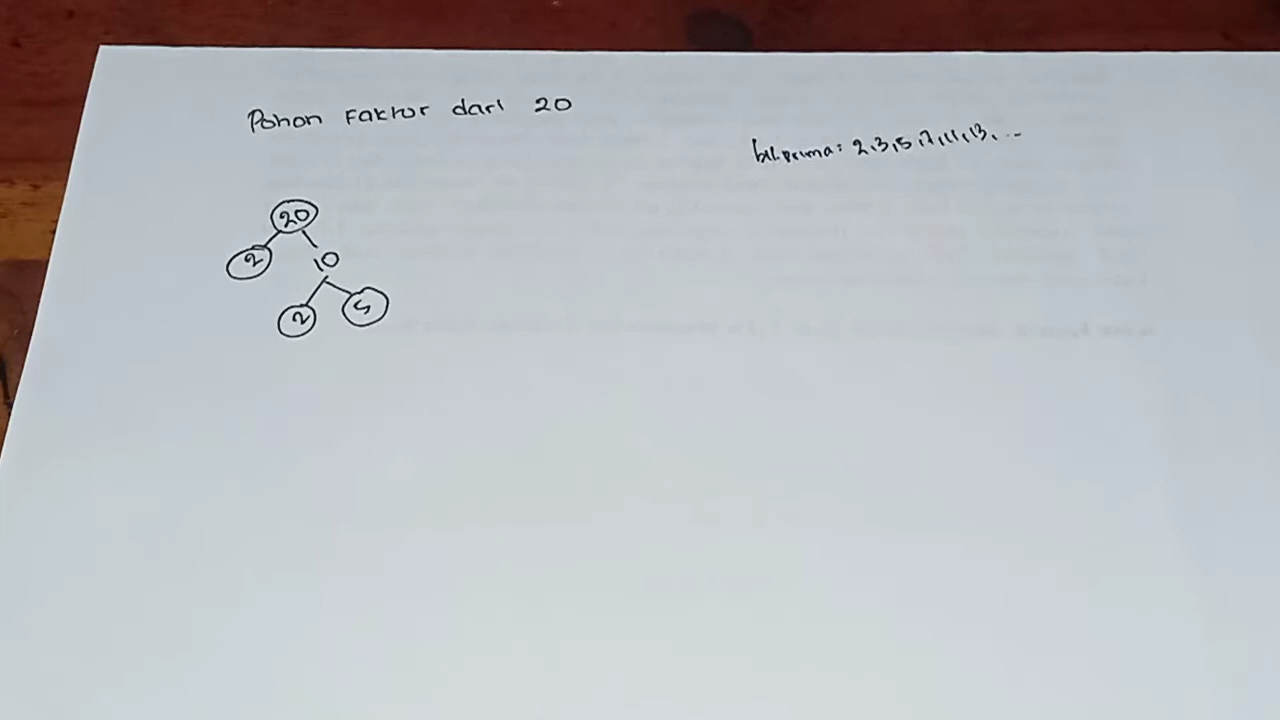 Pohon Faktor dari 20
bil.prima: 2,3,5,7,11,13, ...
20
2 10
2 5